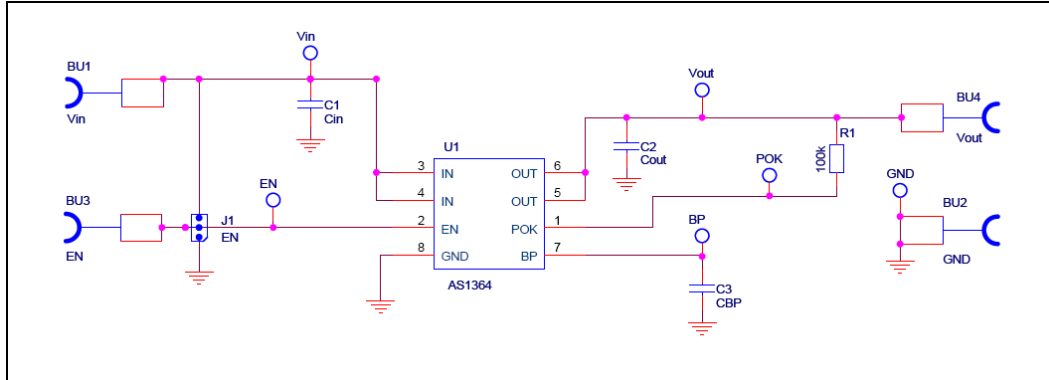 Vin
BU1
Vin
C1
Cin
Vout
BU4
Vout
C2
Cout
R1
100k
U1
3 IN OUT 6
4 IN OUT 5
2 EN POK 1
8 GND BP 7
AS1364
EN
POK
GND
BU3
J1
EN
EN
BP
BU2
GND
C3
CBP